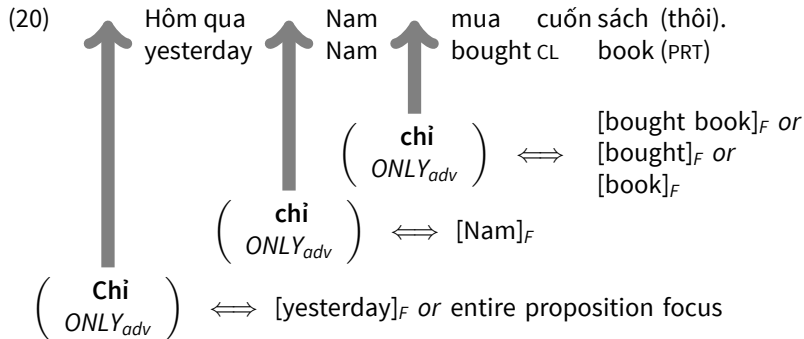 (20) Hôm qua Nam mua cuốn sách (thôi).
yesterday Nam bought CL book (PRT)
chỉ
ONLYadv
⟺ [bought book]F or
[bought]F or
[book]F
chỉ
ONLYadv
⟺ [Nam]F
Chỉ
ONLYadv
⟺ [yesterday]F or entire proposition focus